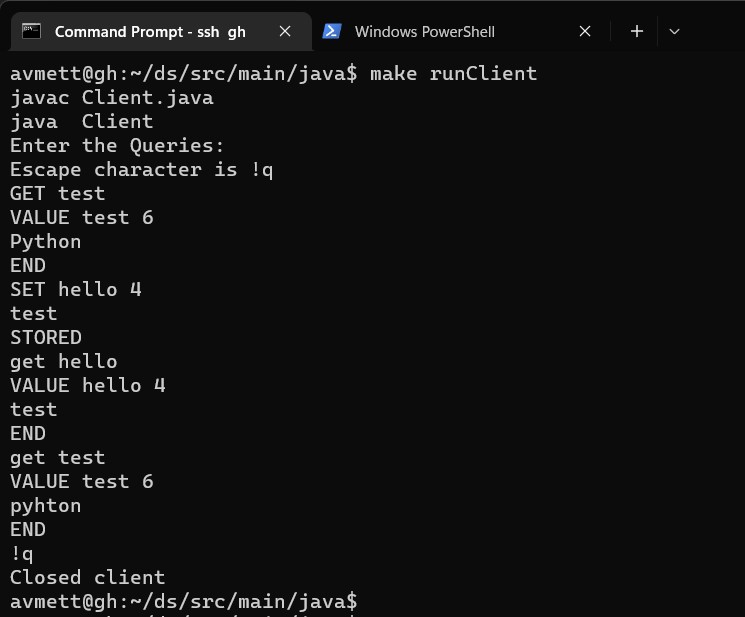 Command Prompt - ssh  gh
Windows PowerShell
avmett@gh:~/ds/src/main/java$ make runClient
javac Client.java
java  Client
Enter the Queries:
Escape character is !q
GET test
VALUE test 6
Python
END
SET hello 4
test
STORED
get hello
VALUE hello 4
test
END
get test
VALUE test 6
pyhton
END
!q
Closed client
avmett@gh:~/ds/src/main/java$